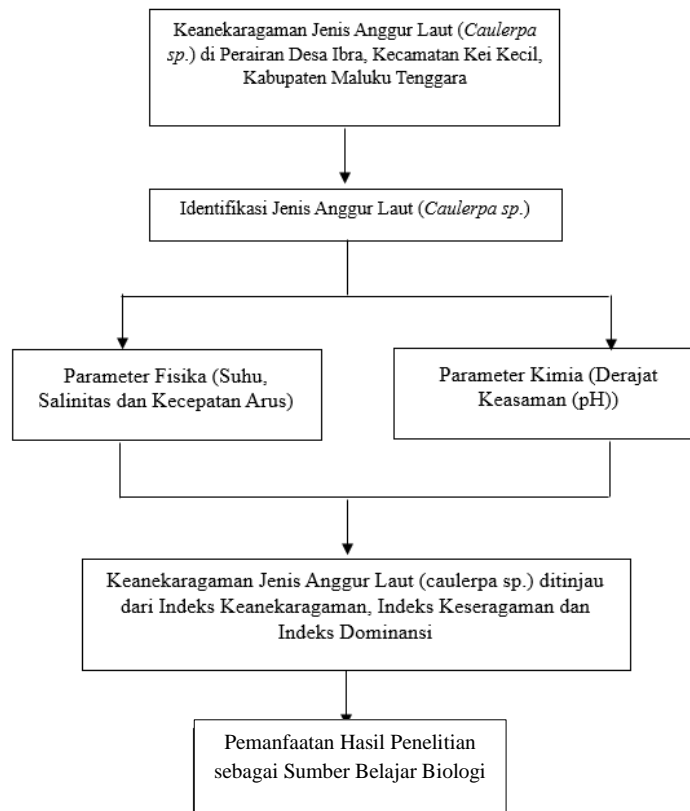 Keanekaragaman Jenis Anggur Laut (Caulerpa
sp.) di Perairan Desa Ibra, Kecamatan Kei Kecil,
Kabupaten Maluku Tenggara
Identifikasi Jenis Anggur Laut (Caulerpa sp.)
Parameter Fisika (Suhu,
Salinitas dan Kecepatan Arus)
Parameter Kimia (Derajat
Keasaman (pH))
Keanekaragaman Jenis Anggur Laut (caulerpa sp.) ditinjau
dari Indeks Keanekaragaman, Indeks Keseragaman dan
Indeks Dominansi
Pemanfaatan Hasil Penelitian
sebagai Sumber Belajar Biologi